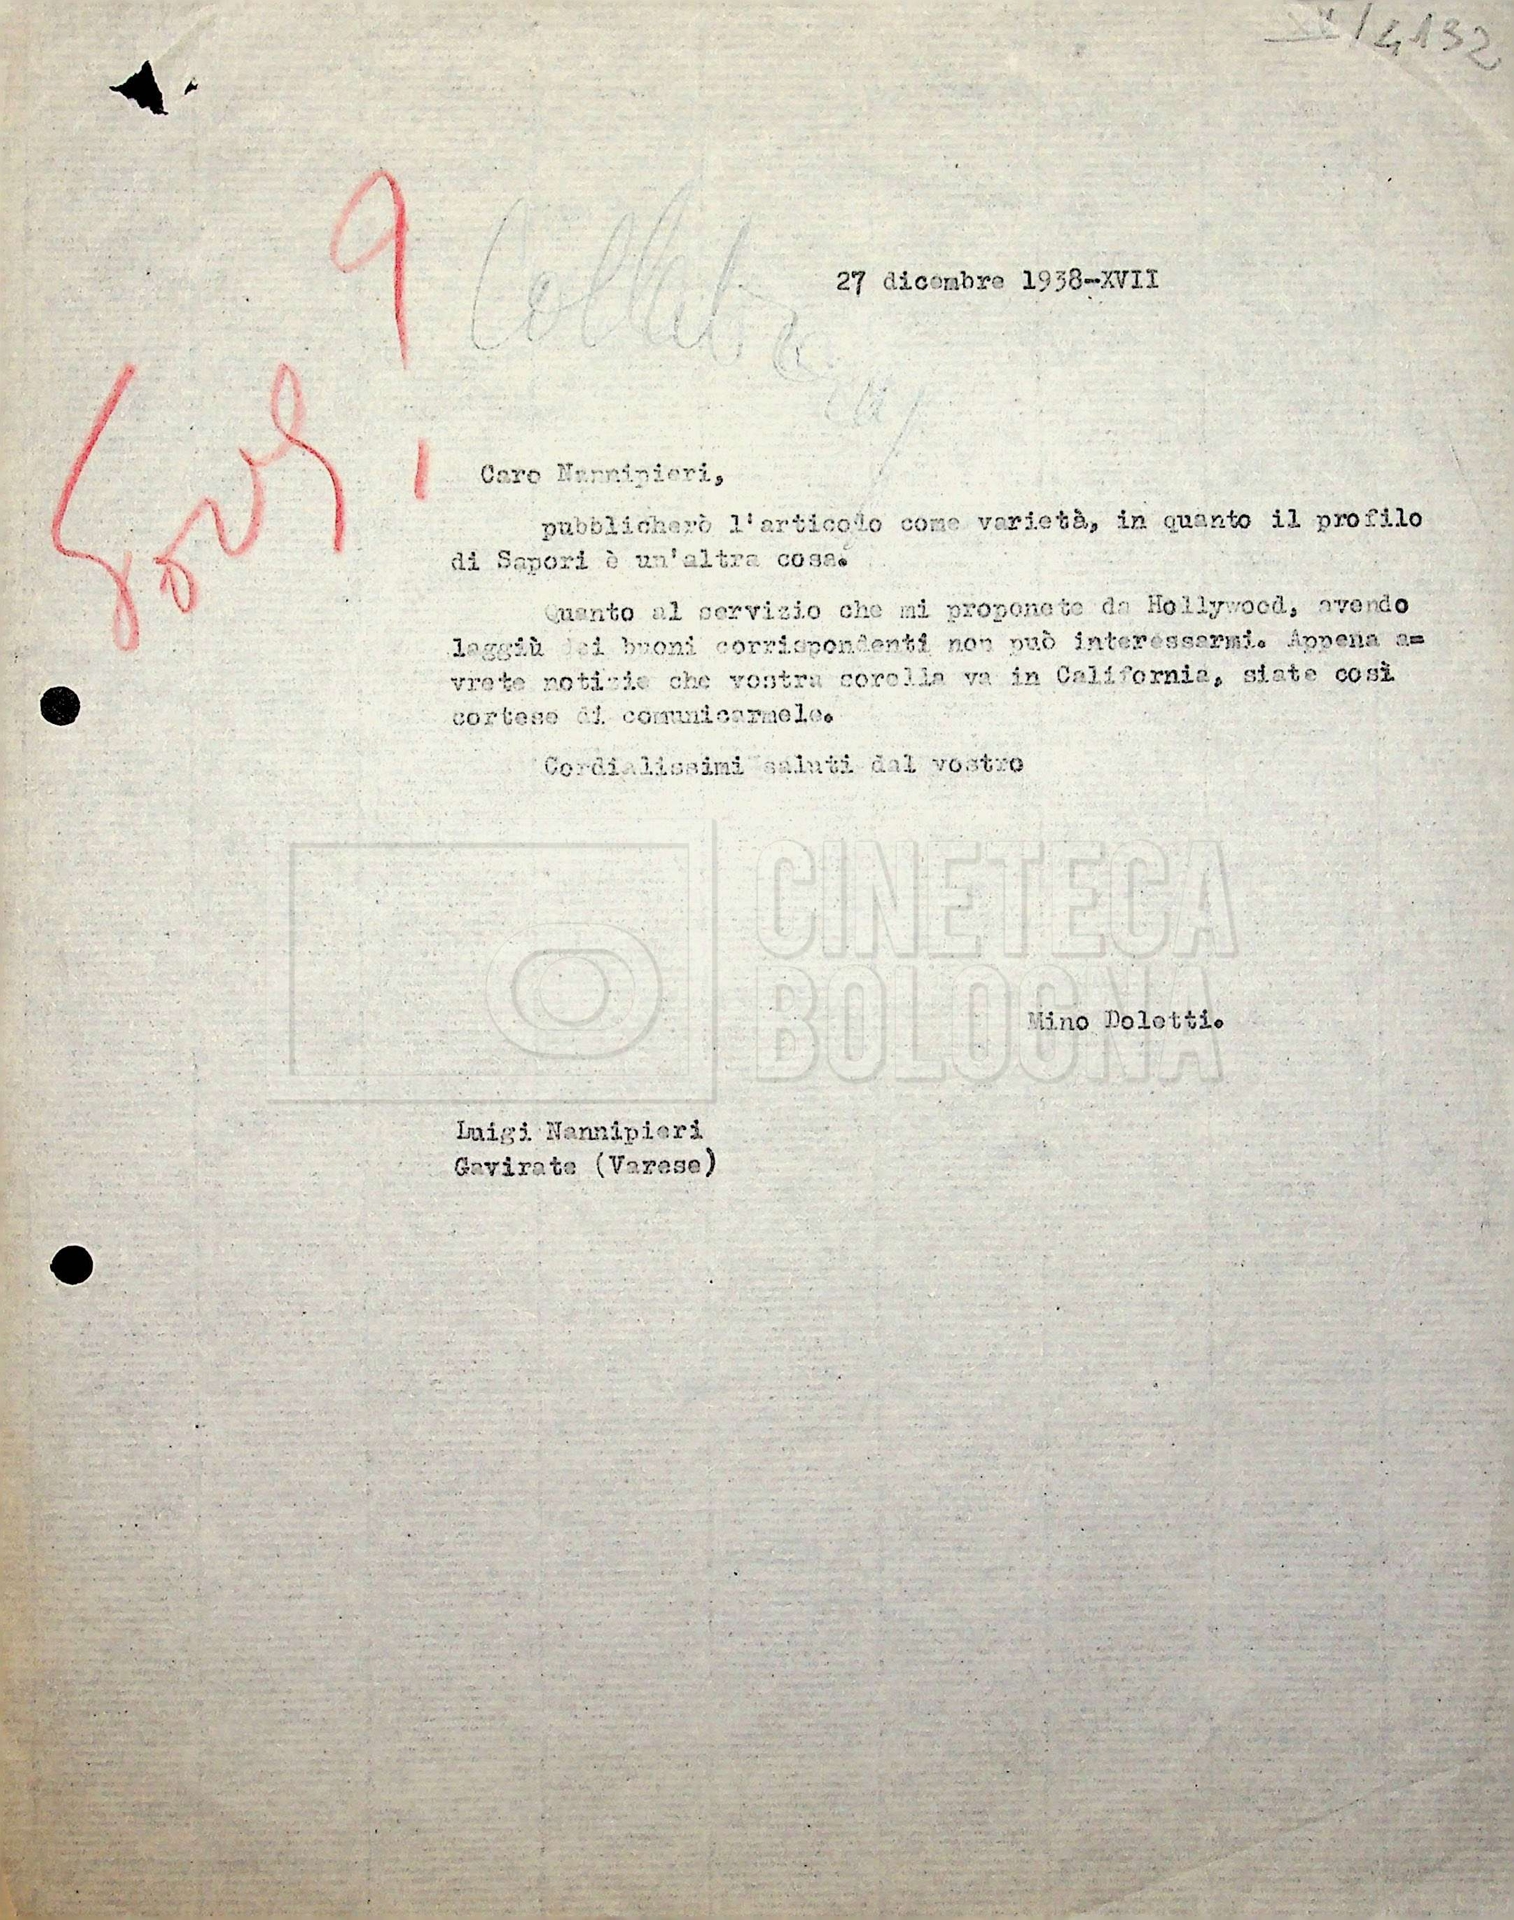 4132
27 dicembre 1938-XVII
Caro Nannipieri,
pubblicherò l'articolo come varietà, in quanto il profilo
di Sapori è un'altra cosa.
Quanto al servizio che mi proponete da Hollywood, avendo
laggiù dei buoni corrispondenti non può interessarmi. Appena a=
vrete notizie che vostra sorella va in California, siate così
cortese di comunicarmelo.
Cordialissimi saluti dal vostro
CINETECA
BOLOGNA
Mino Doletti.
Luigi Nannipieri
Gavirate (Varese)